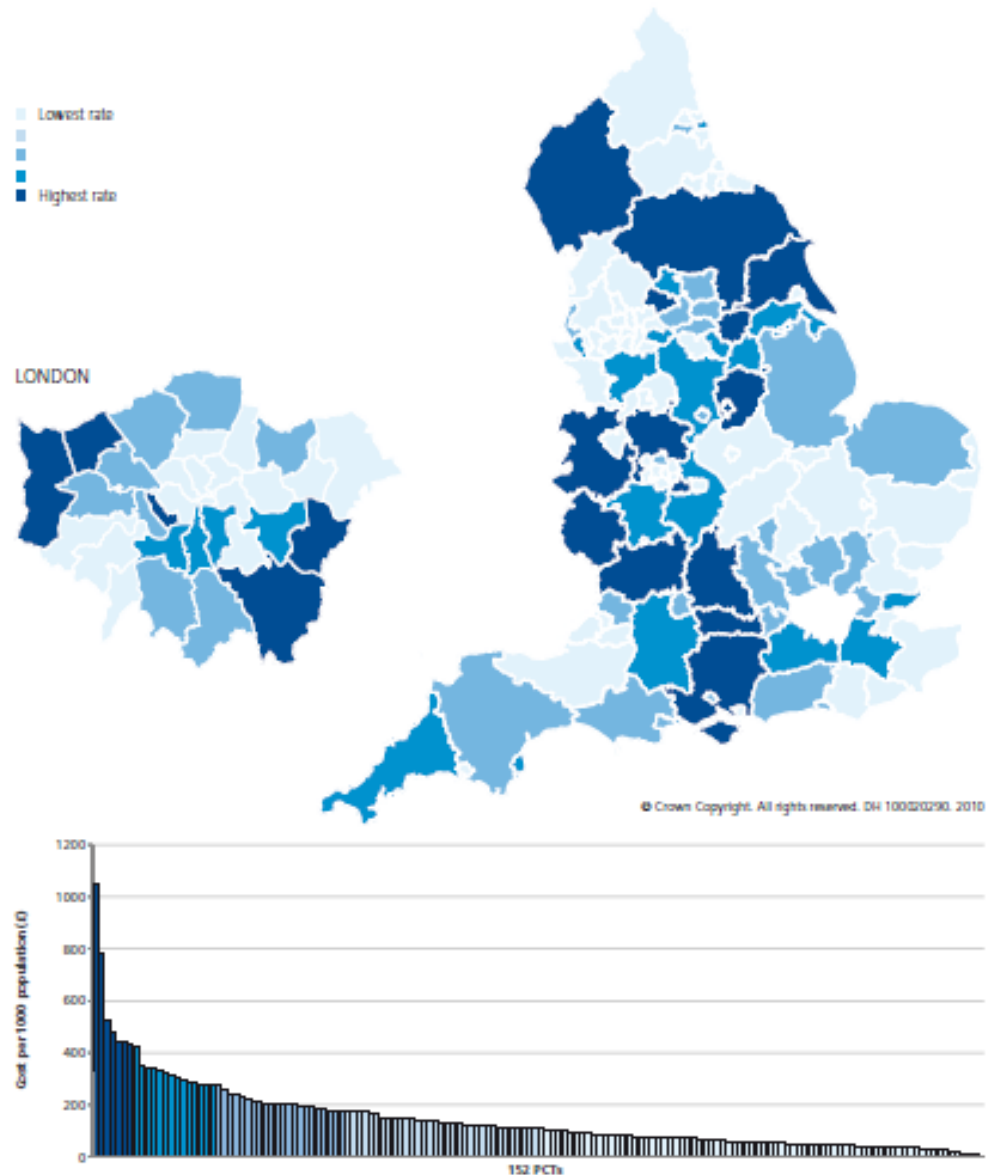 Lowest rate
Highest rate
LONDON
© Crown Copyright. All rights reserved. DH 100020290. 2010
1200
1000
800
600
400
200
0
Cost per 1000 population (£)
152 PCTs